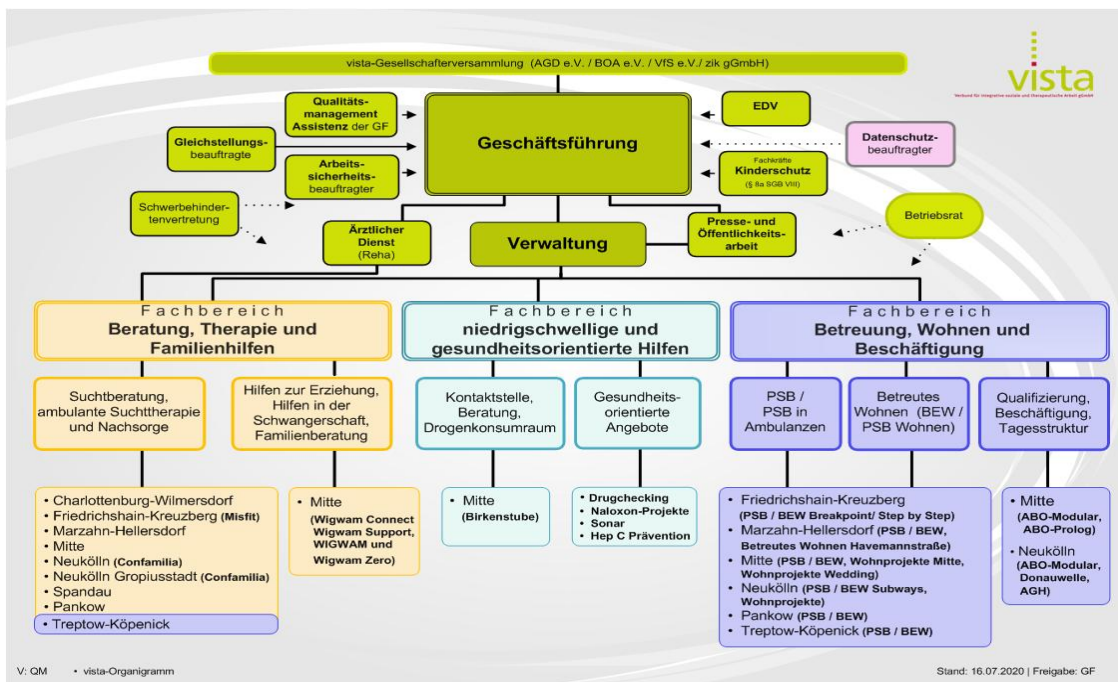 vista-Gesellschafterversammlung (AGD e.V. / BOA e.V. / VfS e.V./ zik gGmbH)
vista
Verbund für integrative soziale und therapeutische Arbeit gGmbH
Qualitäts-
management
Assistenz der GF
Geschäftsführung
EDV
Gleichstellungs-
beauftragte
Datenschutz-
beauftragter
Arbeits-
sicherheits-
beauftragter
Fachkräfte
Kinderschutz
(§ 8a SGB VIII)
Schwerbehinder-
tenvertretung
Betriebsrat
Ärztlicher
Dienst
(Reha)
Verwaltung
Presse- und
Öffentlichkeits-
arbeit
Fachbereich
Beratung, Therapie und
Familienhilfen
Fachbereich
niedrigschwellige und
gesundheitsorientierte Hilfen
Fachbereich
Betreuung, Wohnen und
Beschäftigung
Suchtberatung,
ambulante Suchttherapie
und Nachsorge
Hilfen zur Erziehung,
Hilfen in der
Schwangerschaft,
Familienberatung
Kontaktstelle,
Beratung,
Drogenkonsumraum
Gesundheits-
orientierte
Angebote
PSB /
PSB in
Ambulanzen
Betreutes
Wohnen (BEW /
PSB Wohnen)
Qualifizierung,
Beschäftigung,
Tagesstruktur
• Charlottenburg-Wilmersdorf
• Friedrichshain-Kreuzberg (Misfit)
• Marzahn-Hellersdorf
• Mitte
• Neukölln (Confamilia)
• Neukölln Gropiusstadt (Confamilia)
• Spandau
• Pankow
• Treptow-Köpenick
• Mitte
(Wigwam Connect
Wigwam Support,
WIGWAM und
Wigwam Zero)
• Mitte
(Birkenstube)
• Drugchecking
• Naloxon-Projekte
• Sonar
• Hep C Prävention
• Friedrichshain-Kreuzberg
(PSB / BEW Breakpoint/ Step by Step)
• Marzahn-Hellersdorf (PSB / BEW,
Betreutes Wohnen Havemannstraße)
• Mitte (PSB / BEW, Wohnprojekte Mitte,
Wohnprojekte Wedding)
• Neukölln (PSB / BEW Subways,
Wohnprojekte)
• Pankow (PSB / BEW)
• Treptow-Köpenick (PSB / BEW)
• Mitte
(ABO-Modular,
ABO-Prolog)
• Neukölln
(ABO-Modular,
Donauwelle,
AGH)
V: QM • vista-Organigramm
Stand: 16.07.2020 | Freigabe: GF